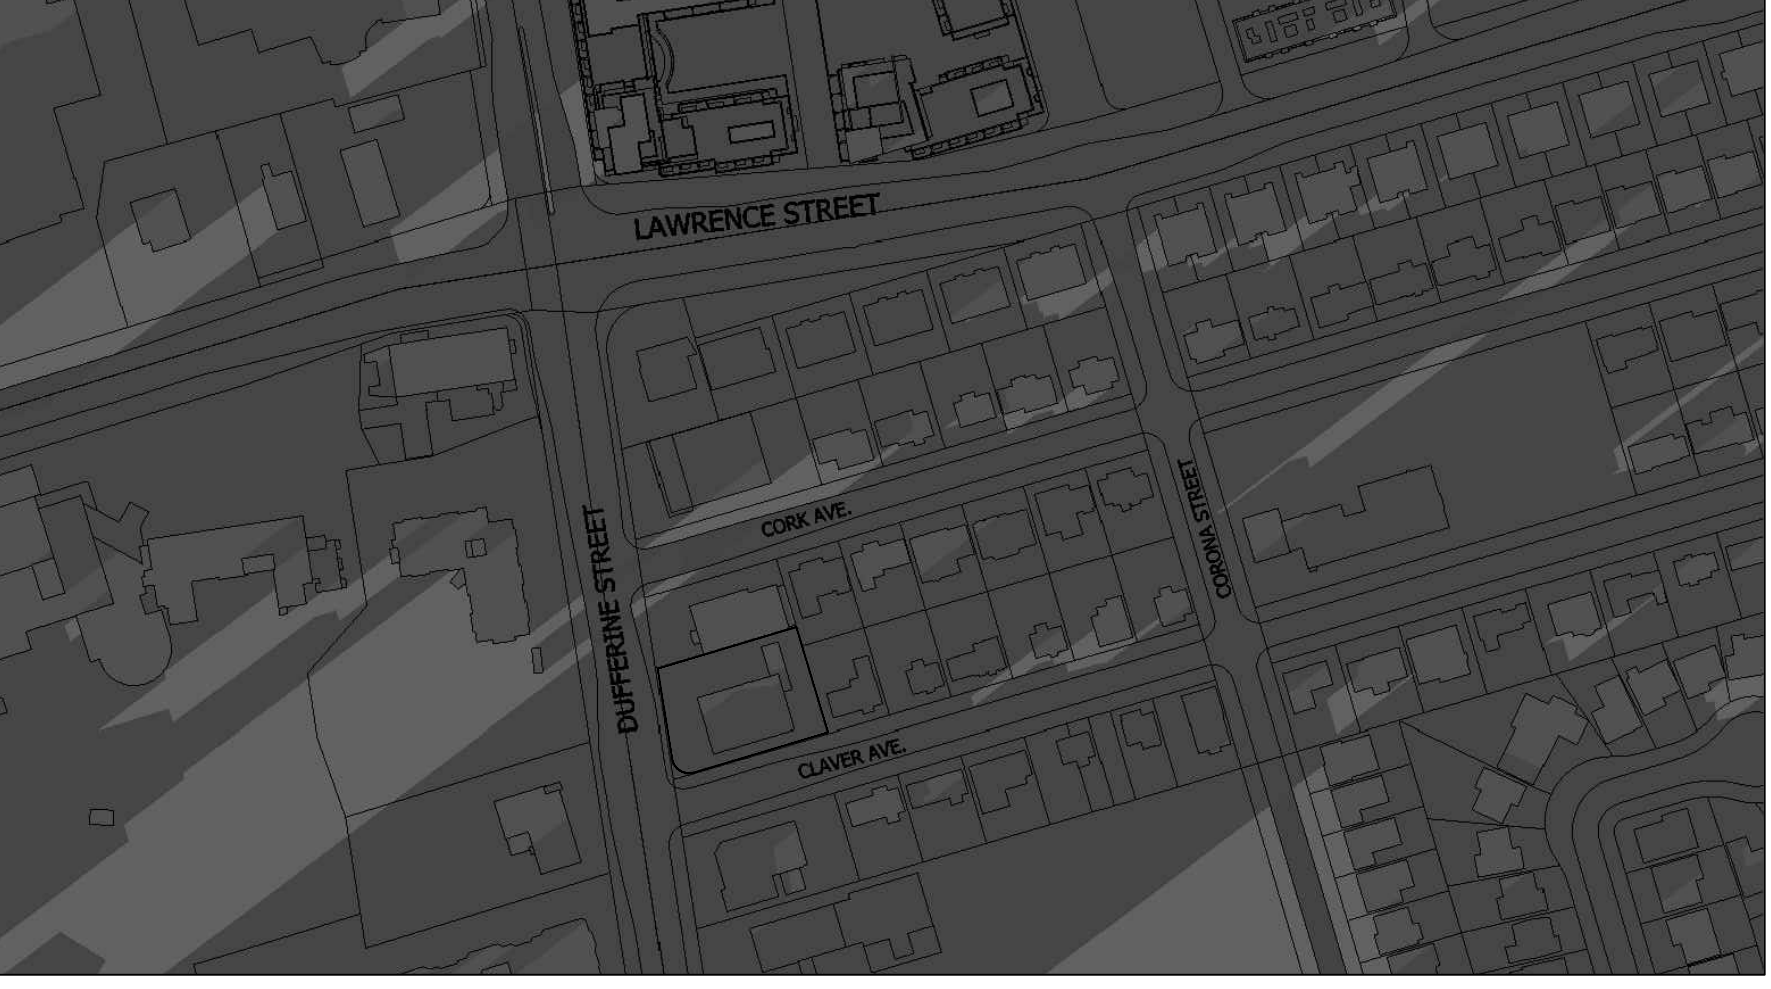 LAWRENCE STREET
CORK AVE.
CORONA STREET
DUFFERINE STREET
CLAVER AVE.